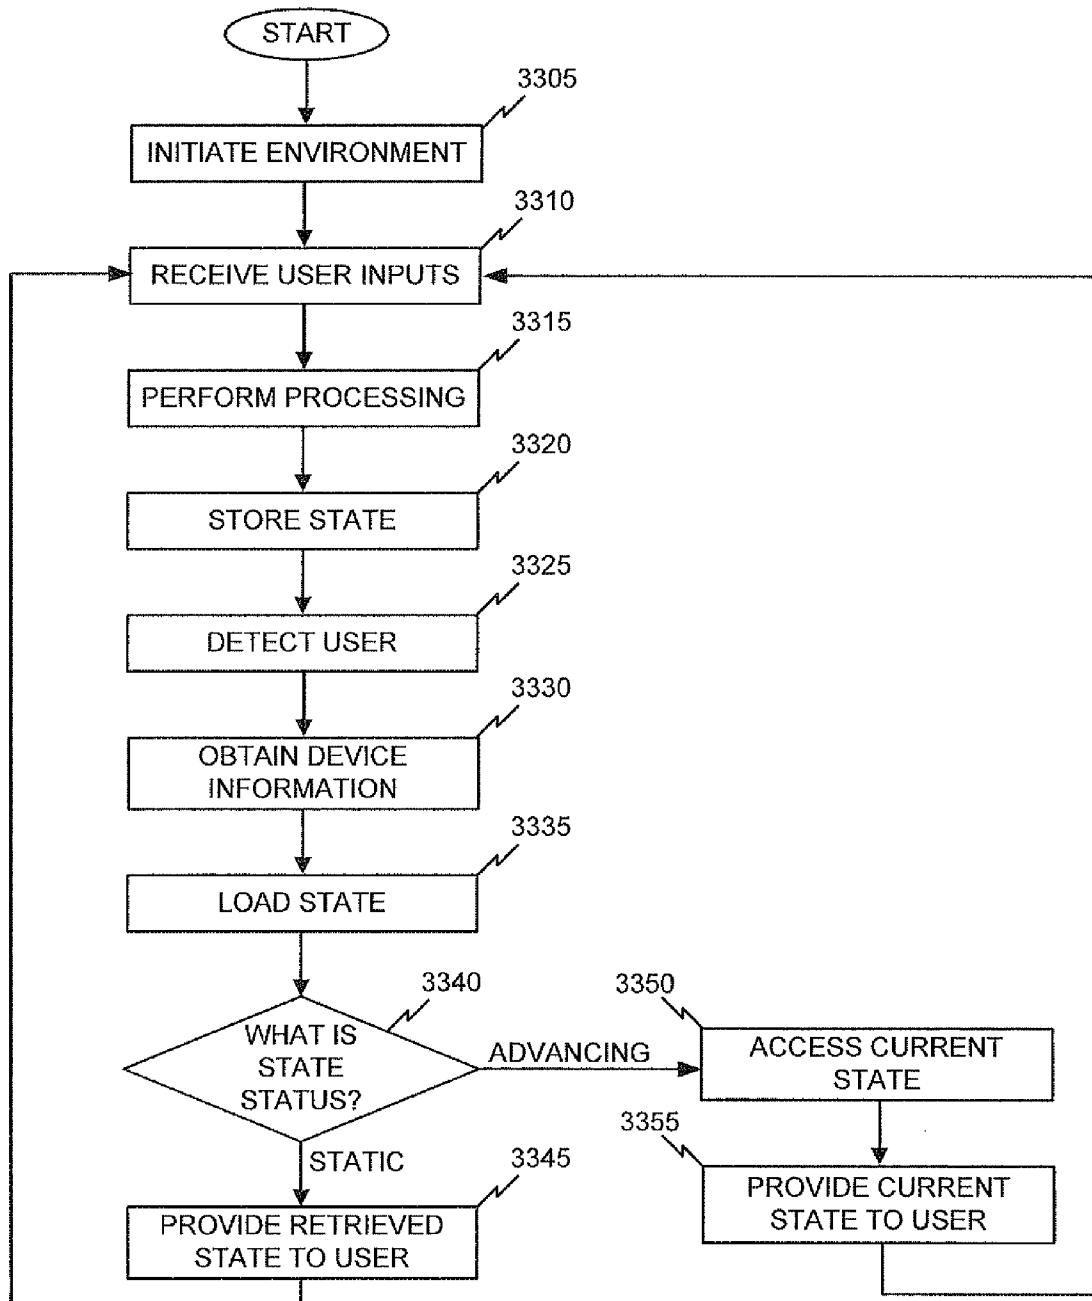 START
3305
INITIATE ENVIRONMENT
3310
RECEIVE USER INPUTS
3315
PERFORM PROCESSING
3320
STORE STATE
3325
DETECT USER
3330
OBTAIN DEVICE
INFORMATION
3335
LOAD STATE
3340
WHAT IS
STATE
STATUS?
ADVANCING
3350
ACCESS CURRENT
STATE
STATIC
3345
PROVIDE RETRIEVED
STATE TO USER
3355
PROVIDE CURRENT
STATE TO USER